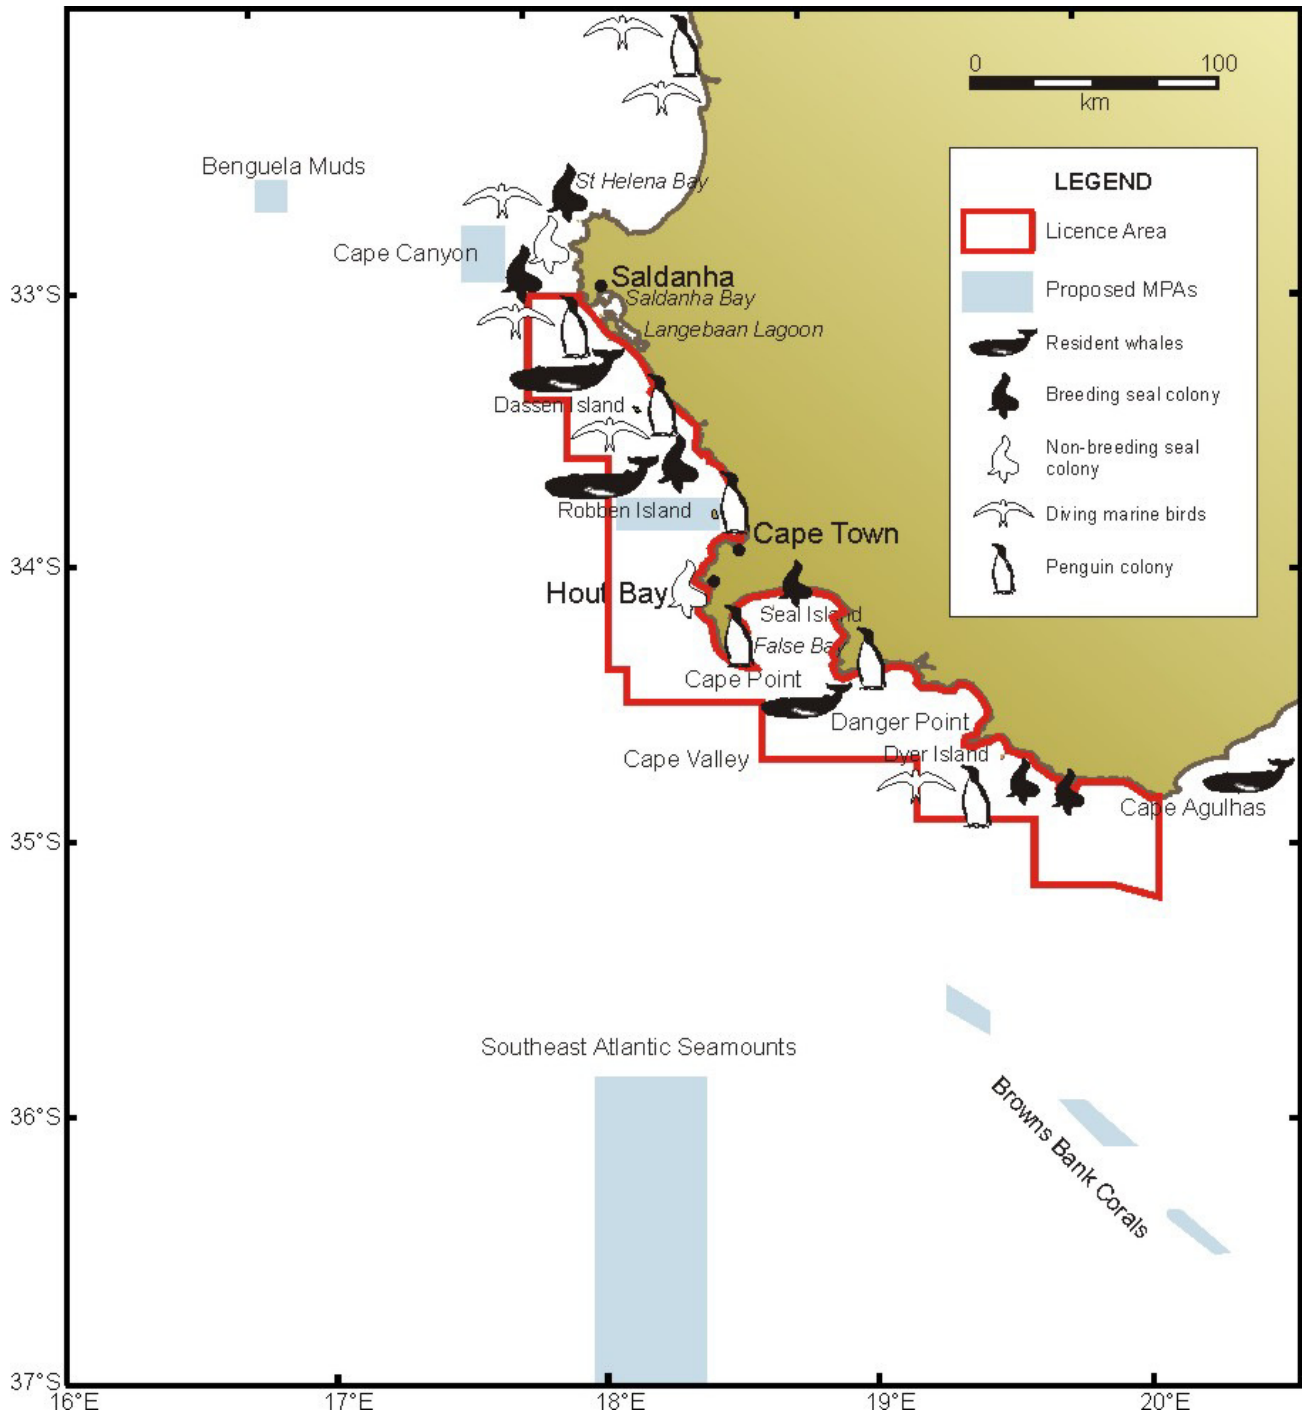 0 100
km
Benguela Muds
St Helena Bay
LEGEND
Licence Area
Cape Canyon
Saldanha
33°S
Saldanha Bay
Proposed MPAs
Langebaan Lagoon
Resident whales
Dassen Island
Breeding seal colony
Non-breeding seal
colony
Robben Island
Diving marine birds
Cape Town
34°S
Penguin colony
Hout Bay
Seal Island
False Bay
Cape Point
Danger Point
Cape Valley
Dyer Island
Cape Agulhas
35°S
Southeast Atlantic Seamounts
Browns Bank Corals
36°S
37°S
16°E 17°E 18°E 19°E 20°E